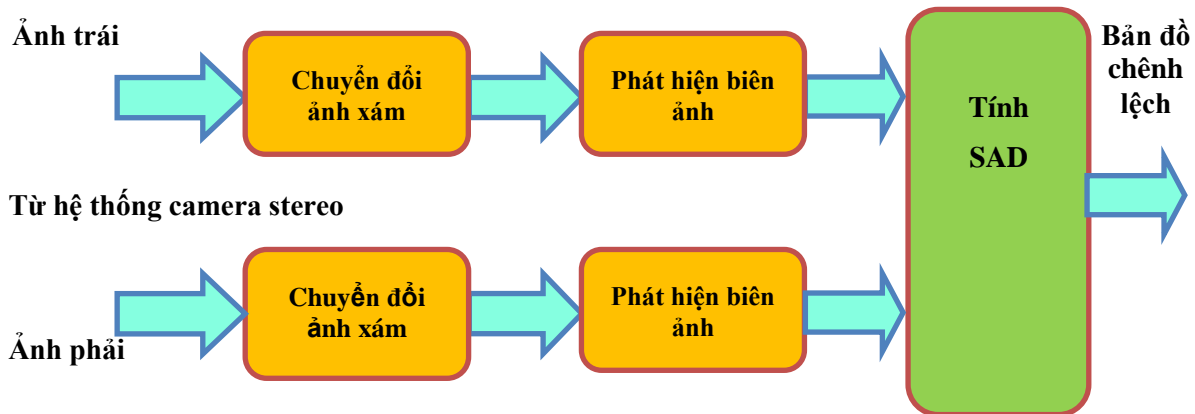 Ảnh trái
Chuyển đổi
ảnh xám
Phát hiện biên
ảnh
Tính
SAD
Bản đồ
chênh
lệch
Từ hệ thống camera stereo
Ảnh phải
Chuyển đổi
ảnh xám
Phát hiện biên
ảnh